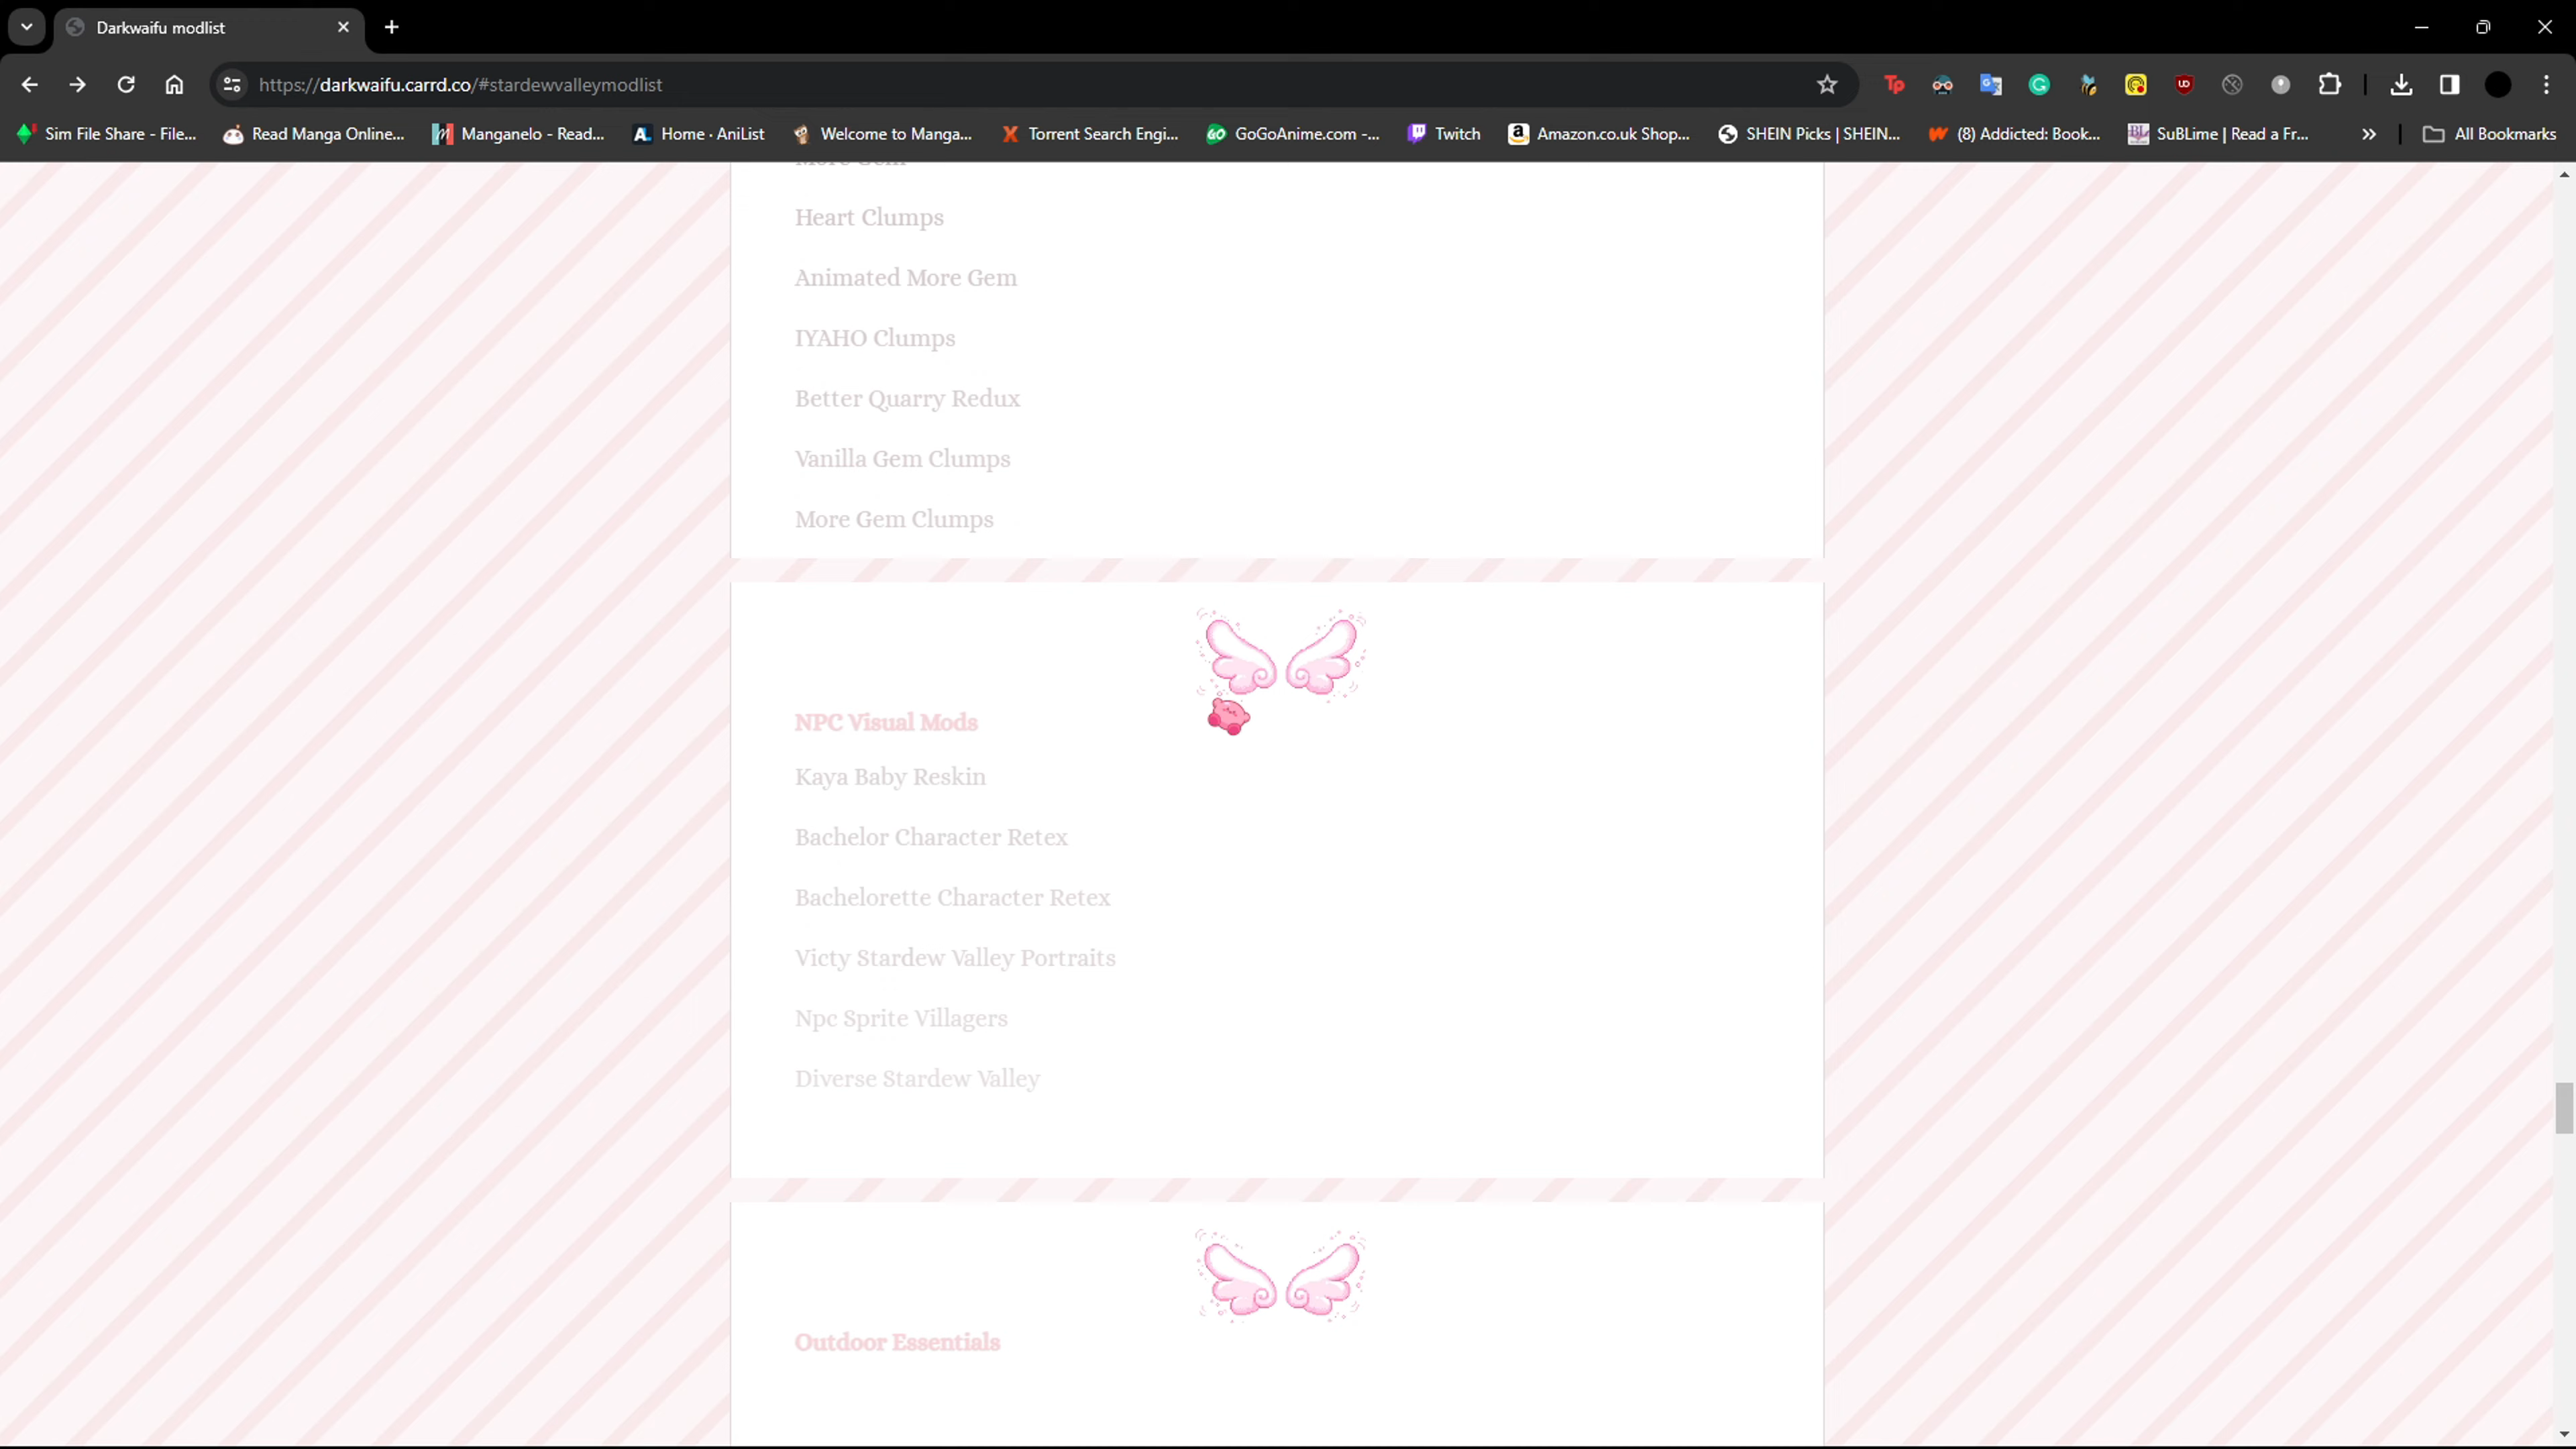 Darkwaifu modlist
https://darkwaifu.carrd.co/#stardewvalleymodlist
Sim File Share - File...
Read Manga Online...
Manganelo - Read...
Home · AniList
Welcome to Manga...
Torrent Search Engi...
GoGoAnime.com -...
Twitch
Amazon.co.uk Shop...
SHEIN Picks | SHEIN...
(8) Addicted: Book...
SuBLime | Read a Fr...
All Bookmarks
More Gem
Heart Clumps
Animated More Gem
IYAHO Clumps
Better Quarry Redux
Vanilla Gem Clumps
More Gem Clumps
NPC Visual Mods
Kaya Baby Reskin
Bachelor Character Retex
Bachelorette Character Retex
Victy Stardew Valley Portraits
Npc Sprite Villagers
Diverse Stardew Valley
Outdoor Essentials